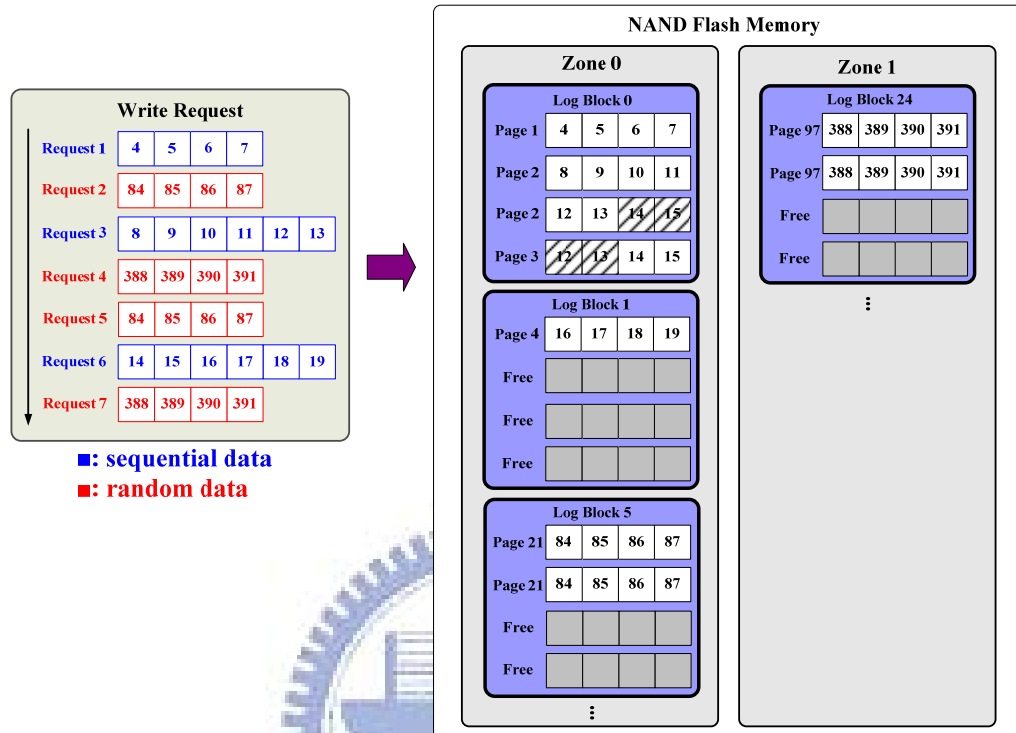 Write Request
Request 1 4 5 6 7
Request 2 84 85 86 87
Request 3 8 9 10 11 12 13
Request 4 388 389 390 391
Request 5 84 85 86 87
Request 6 14 15 16 17 18 19
Request 7 388 389 390 391
■: sequential data
■: random data
NAND Flash Memory
Zone 0
Log Block 0
Page 1 4 5 6 7
Page 2 8 9 10 11
Page 2 12 13 14 15
Page 3 12 13 14 15
Log Block 1
Page 4 16 17 18 19
Free
Free
Free
Log Block 5
Page 21 84 85 86 87
Page 21 84 85 86 87
Free
Free
⋮
Zone 1
Log Block 24
Page 97 388 389 390 391
Page 97 388 389 390 391
Free
Free
⋮